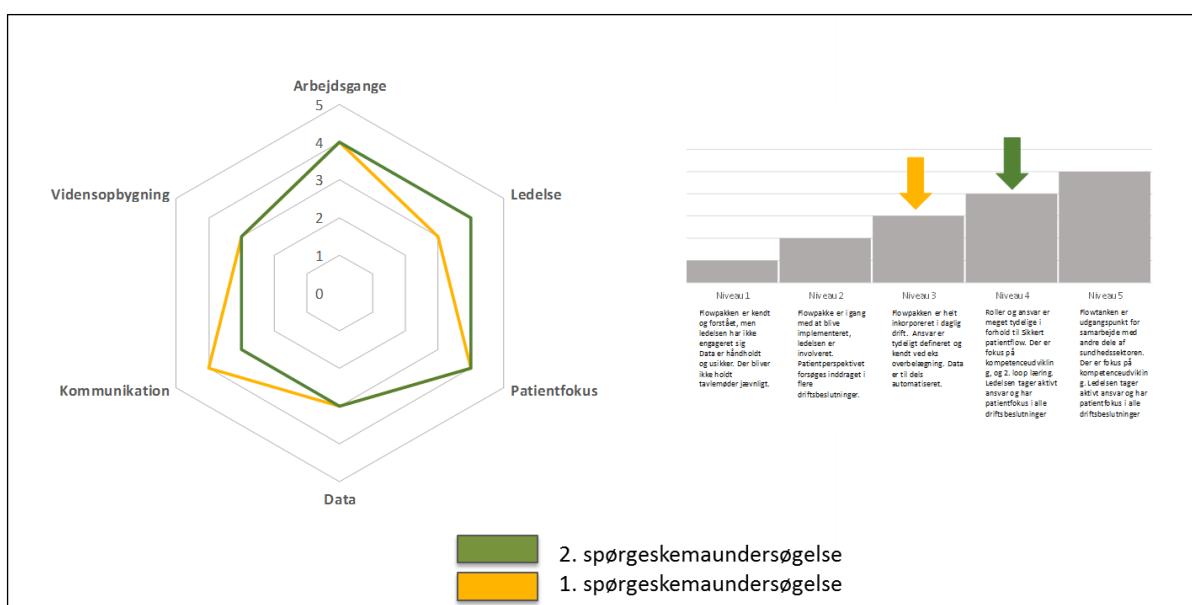 Arbejdsgange
5
4
3
2
1
0
Vidensopbygning
Ledelse
Kommunikation
Patientfokus
Data
Niveau 1
Flowpakken er kendt
og forstået, men
ledelsen har ikke
engageret sig
Data er håndholdt
og usikker. Der bliver
ikke holdt
tavlemøder jævnligt.
Niveau 2
Flowpakke er i gang
med at blive
implementeret,
ledelsen er
involveret.
Patientperspektivet
forsøges inddraget i
flere
driftsbeslutninger.
Niveau 3
Flowpakken er helt
inkorporeret i daglig
drift. Ansvar er
tydeligt defineret og
kendt ved eks
overbelægning. Data
er til dels
automatiseret.
Niveau 4
Roller og ansvar er
meget tydelige i
forhold til Sikkert
patientflow. Der er
fokus på
kompetenceudviklin
g, og 2. loop læring.
Ledelsen tager aktivt
ansvar og har
patientfokus i alle
driftsbeslutninger
Niveau 5
Flowtanken er
udgangspunkt for
samarbejde med
andre dele af
sundhedssektoren.
Der er fokus på
kompetenceudviklin
g. Ledelsen tager
aktivt ansvar og har
patientfokus i alle
driftsbeslutninger
2. spørgeskemaundersøgelse
1. spørgeskemaundersøgelse